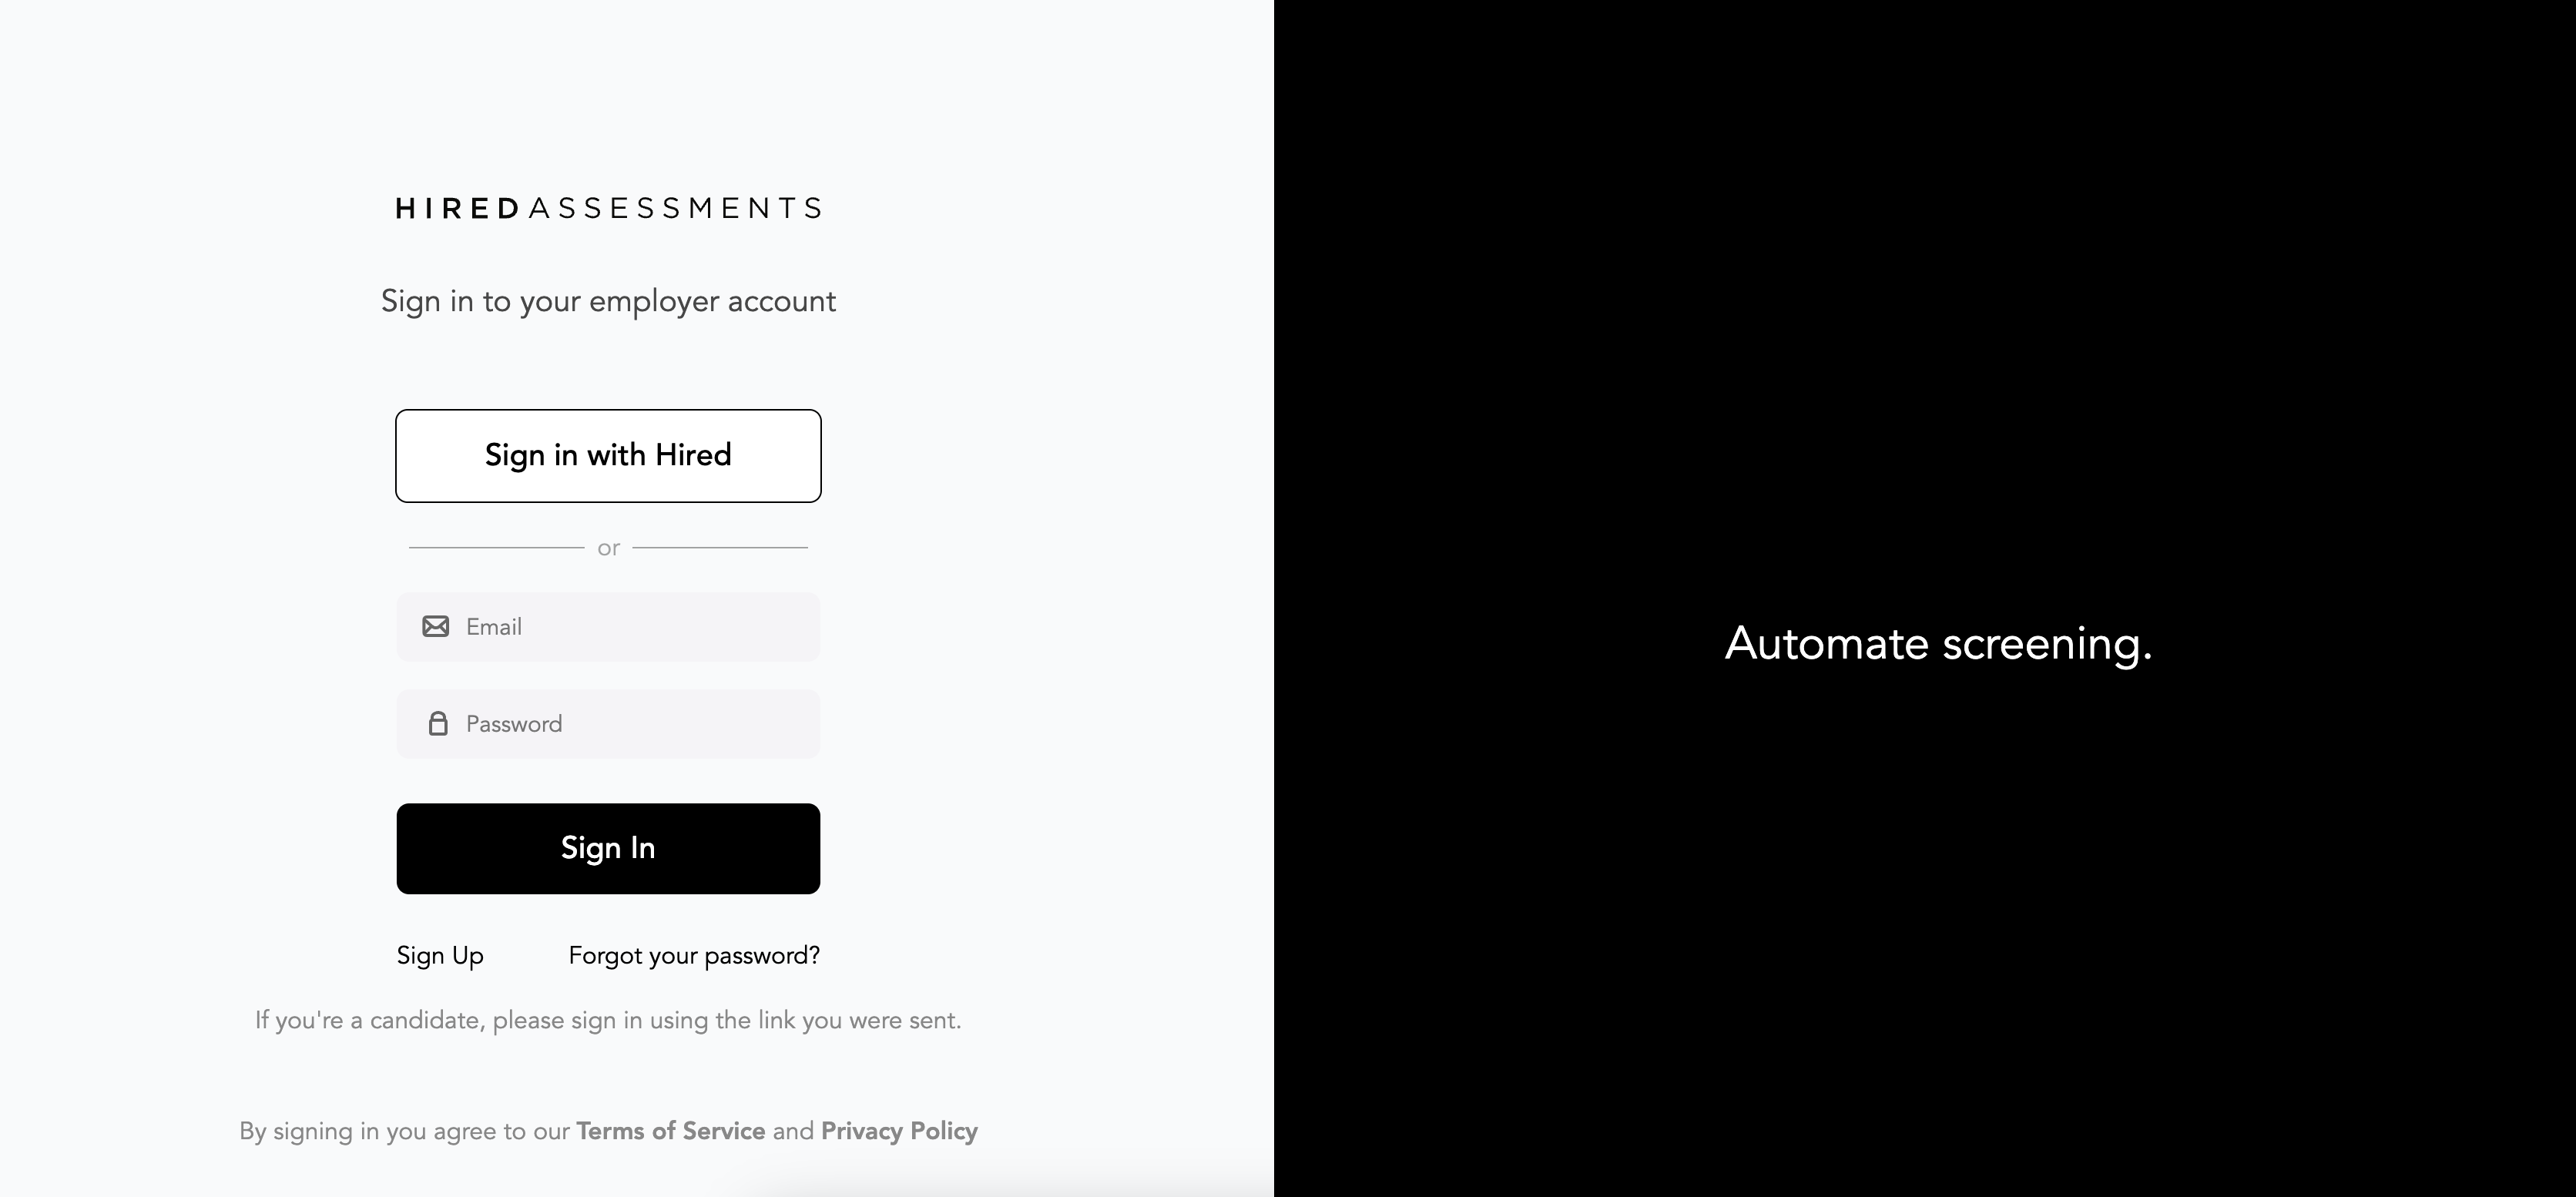 HIREDASSESSMENTS
Sign in to your employer account
Sign in with Hired
or
Email
Password
Sign In
Sign Up Forgot your password?
If you're a candidate, please sign in using the link you were sent.
By signing in you agree to our Terms of Service and Privacy Policy
Automate screening.